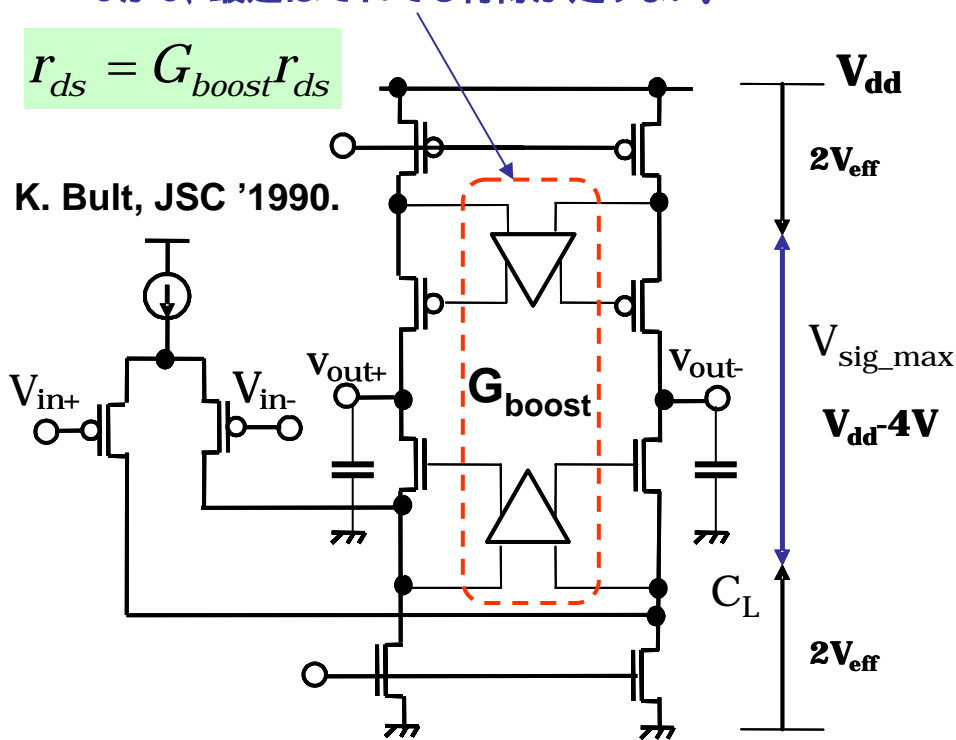 r_ds = G_boost r_ds
K. Bult, JSC '1990.
V_dd
2V_eff
V_in+
V_in-
v_out+
v_out-
G_boost
V_sig_max
V_dd-4V
C_L
2V_eff